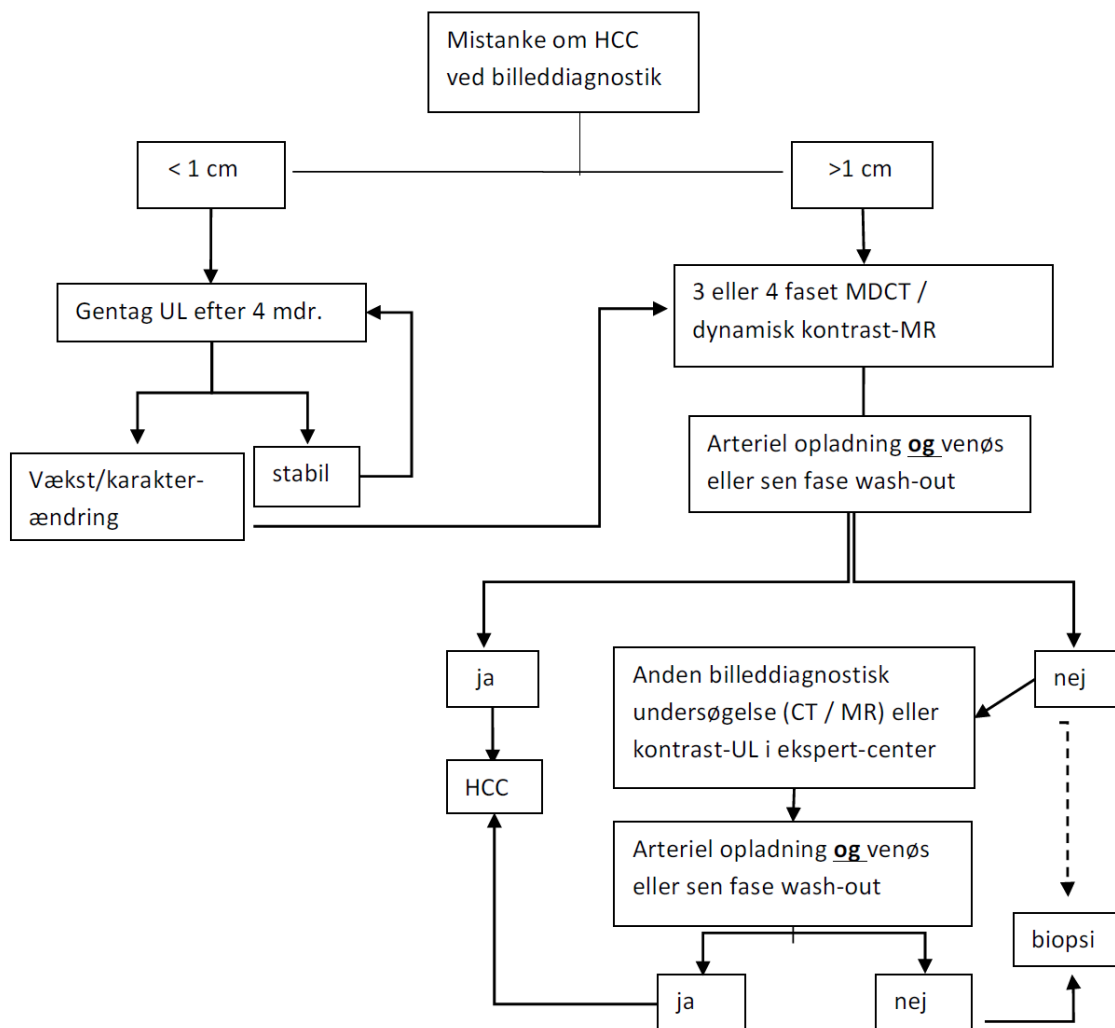 Mistanke om HCC
ved billeddiagnostik
< 1 cm
>1 cm
Gentag UL efter 4 mdr.
3 eller 4 faset MDCT /
dynamisk kontrast-MR
Vækst/karakter-
ændring
stabil
Arteriel opladning og venøs
eller sen fase wash-out
ja
Anden billeddiagnostisk
undersøgelse (CT / MR) eller
kontrast-UL i ekspert-center
nej
HCC
Arteriel opladning og venøs
eller sen fase wash-out
biopsi
ja
nej